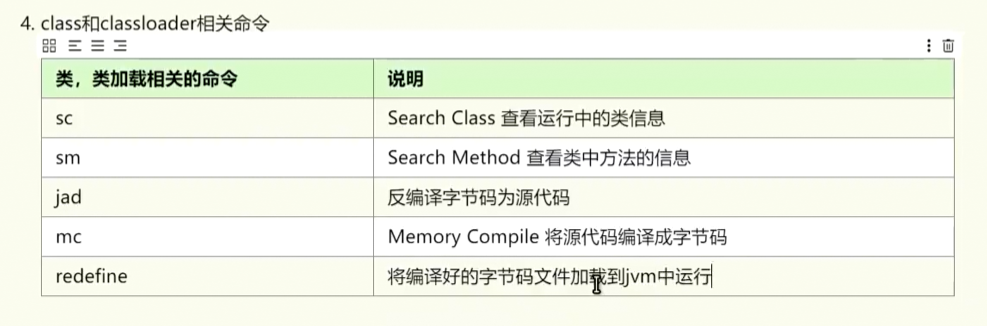 4. class和classloader相关命令
类，类加载相关的命令 说明
sc Search Class 查看运行中的类信息
sm Search Method 查看类中方法的信息
jad 反编译字节码为源代码
mc Memory Compile 将源代码编译成字节码
redefine 将编译好的字节码文件加载到jvm中运行